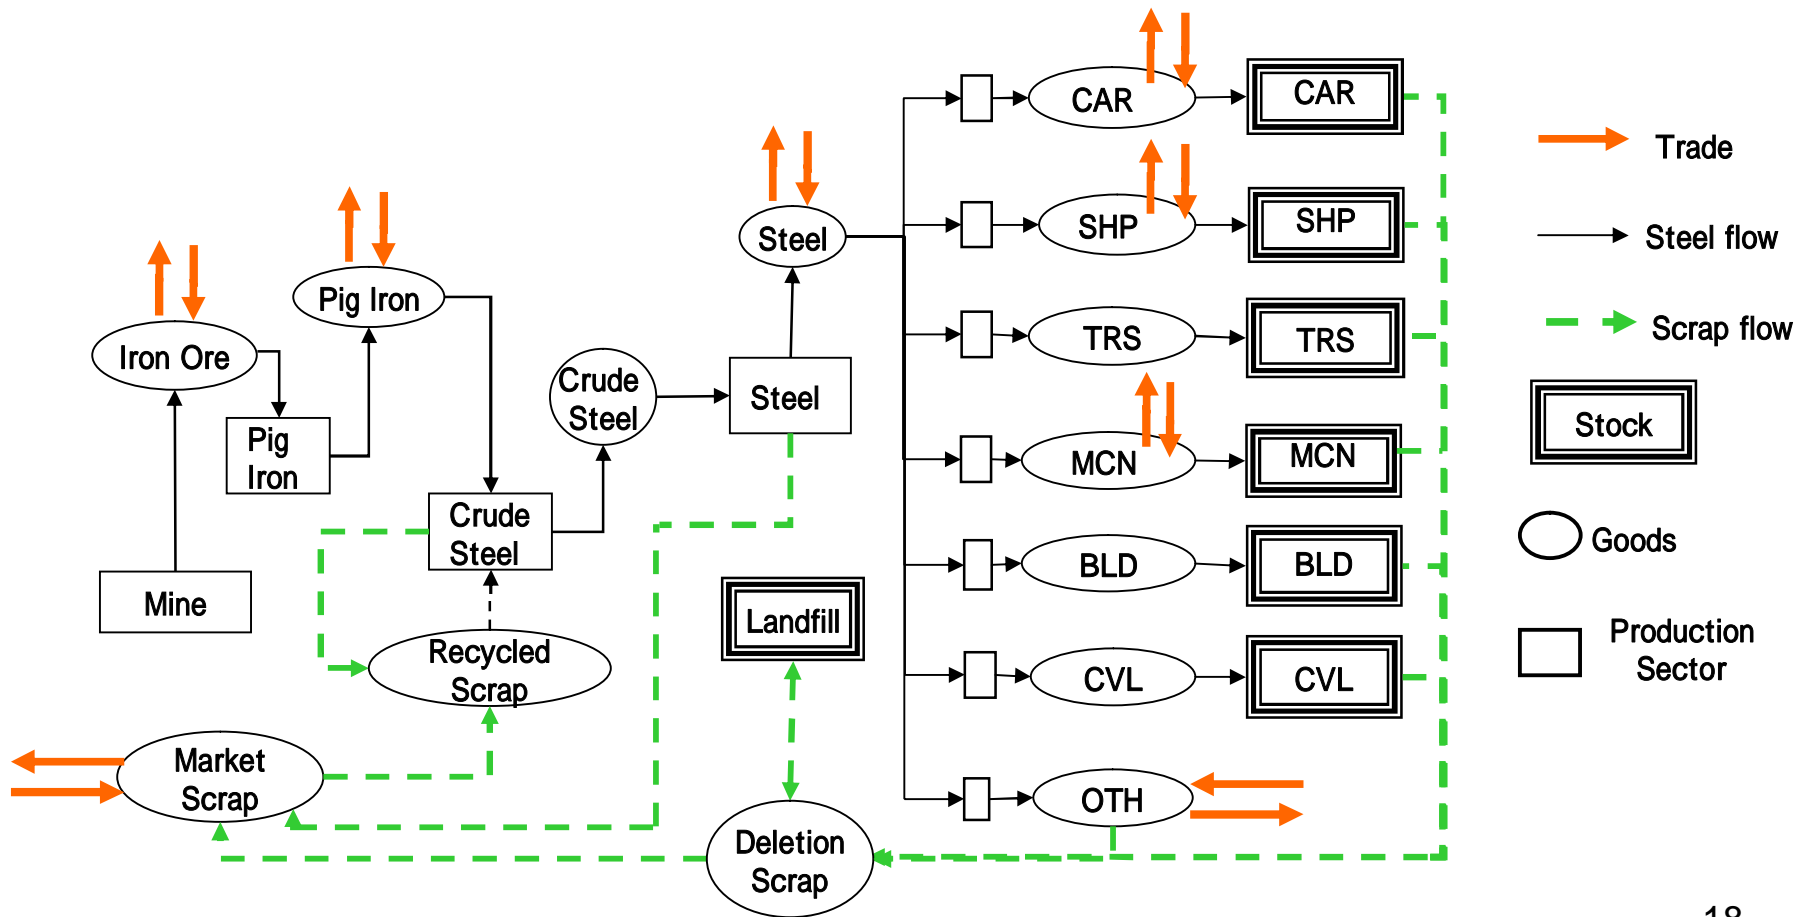 CAR
CAR
Trade
SHP
SHP
Steel
Steel flow
Pig Iron
Iron Ore
TRS
TRS
Scrap flow
Crude
Steel
Steel
Stock
Pig
Iron
MCN
MCN
Crude
Steel
Goods
BLD
BLD
Mine
Landfill
Recycled
Scrap
CVL
CVL
Production
Sector
Market
Scrap
OTH
Deletion
Scrap
18